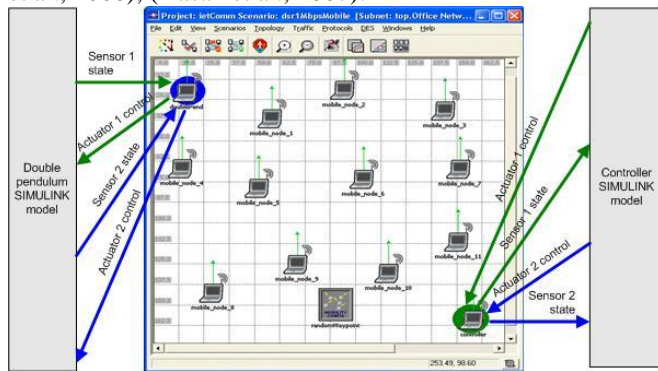 Project: letComm Scenario: dsr1MbpsMobile [Subnet: top.Office Netw...
File Edit View Scenarios Topology Traffic Protocols DES Windows Help
Sensor 1
state
Actuator 1 control
Sensor 2 state
Actuator 2 control
Double
pendulum
SIMULINK
model
mobile_node_1
mobile_node_2
mobile_node_3
mobile_node_4
mobile_node_5
mobile_node_6
mobile_node_7
mobile_node_8
mobile_node_9
mobile_node_10
mobile_node_11
randomWaypoint
controller
253.49, 98.60
Actuator 1 control
Sensor 1 state
Actuator 2 control
Sensor 2
state
Controller
SIMULINK
model